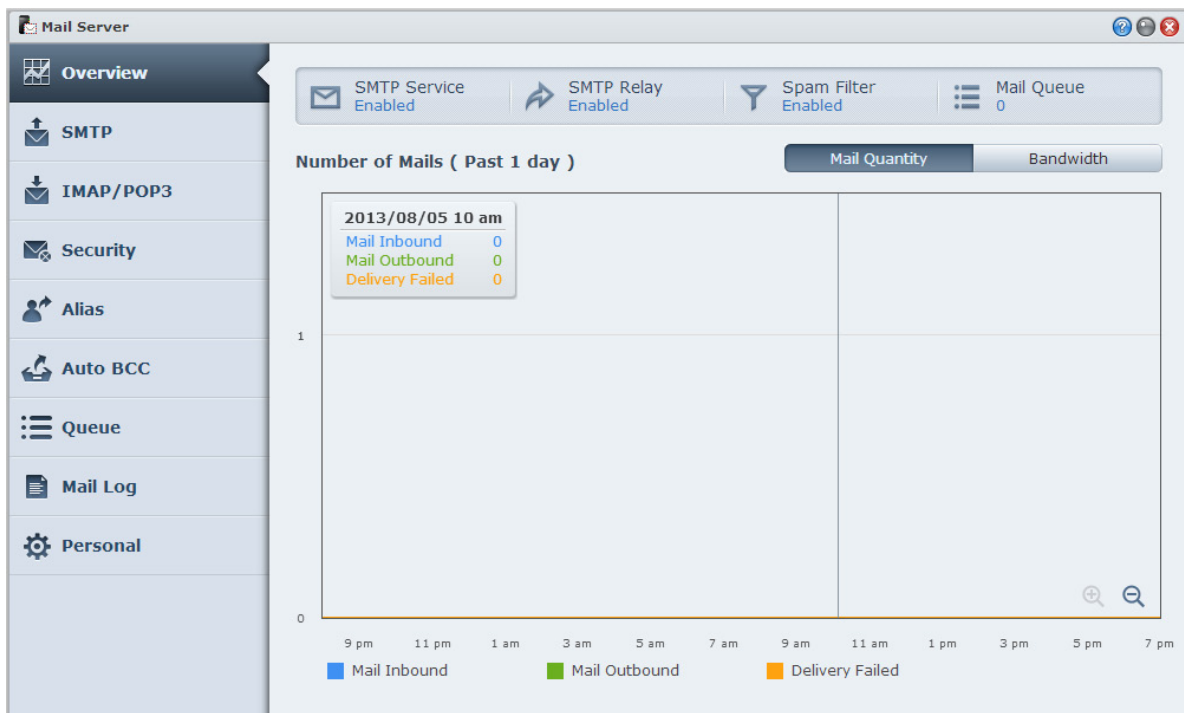 Mail Server
Overview
SMTP
IMAP/POP3
Security
Alias
Auto BCC
Queue
Mail Log
Personal
SMTP Service
Enabled
SMTP Relay
Enabled
Spam Filter
Enabled
Mail Queue
0
Number of Mails ( Past 1 day )
Mail Quantity
Bandwidth
2013/08/05 10 am
Mail Inbound 0
Mail Outbound 0
Delivery Failed 0
1
0
9 pm 11 pm 1 am 3 am 5 am 7 am 9 am 11 am 1 pm 3 pm 5 pm 7 pm
Mail Inbound Mail Outbound Delivery Failed